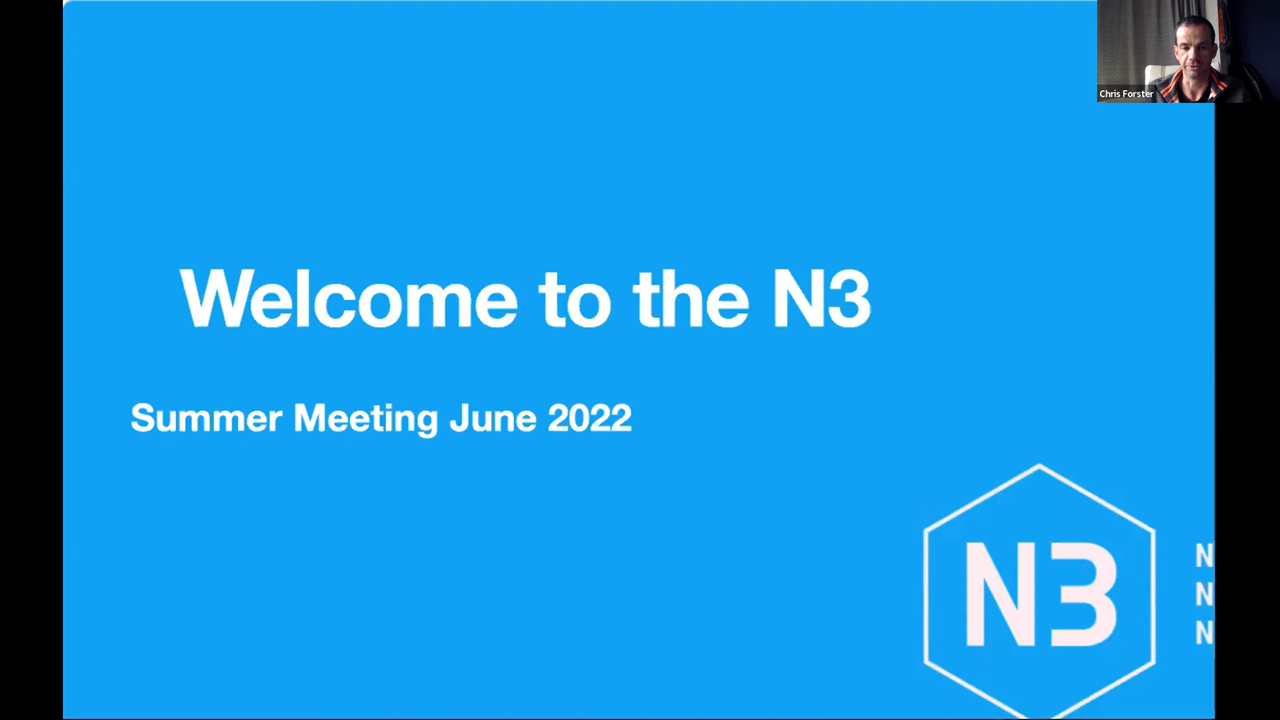 Chris Forster
Welcome to the N3
Summer Meeting June 2022
N3
N
N
N